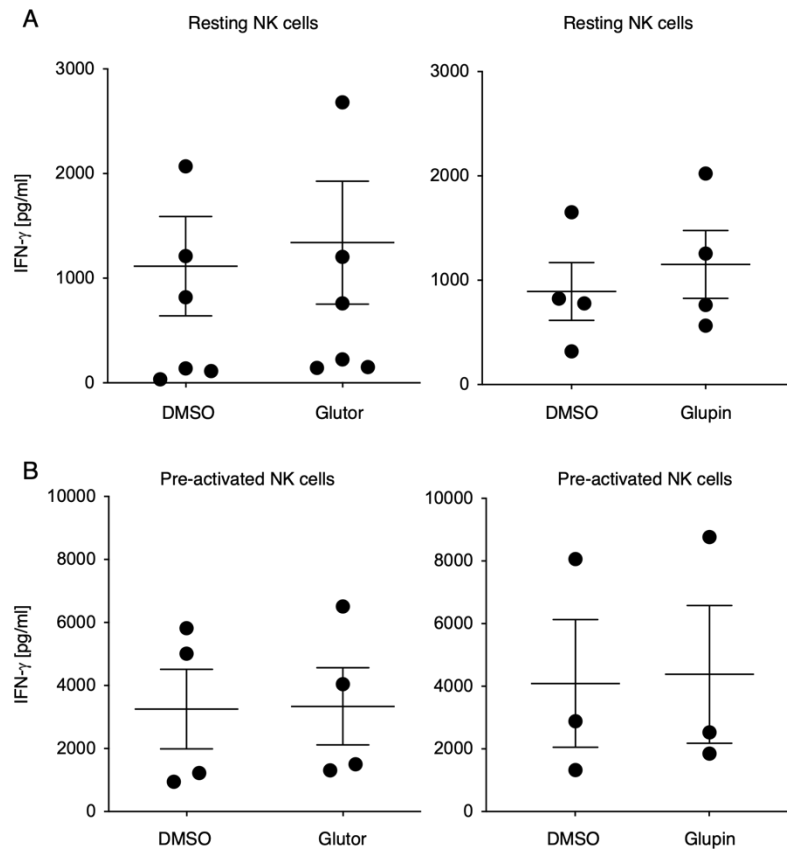 A
Resting NK cells
Resting NK cells
3000
2000
1000
0
IFN-γ [pg/ml]
DMSO
Glutor
3000
2000
1000
0
DMSO
Glupin
B
Pre-activated NK cells
Pre-activated NK cells
10000
8000
6000
4000
2000
0
IFN-γ [pg/ml]
DMSO
Glutor
10000
8000
6000
4000
2000
0
DMSO
Glupin